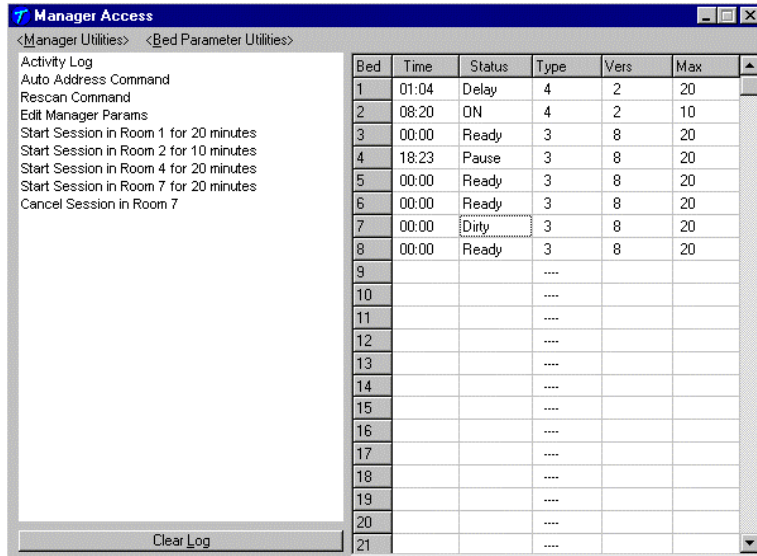 Manager Access
<Manager Utilities> <Bed Parameter Utilities>
Activity Log
Auto Address Command
Rescan Command
Edit Manager Params
Start Session in Room 1 for 20 minutes
Start Session in Room 2 for 10 minutes
Start Session in Room 4 for 20 minutes
Start Session in Room 7 for 20 minutes
Cancel Session in Room 7
Clear Log
Bed Time Status Type Vers Max
1 01:04 Delay 4 2 20
2 08:20 ON 4 2 10
3 00:00 Ready 3 8 20
4 18:23 Pause 3 8 20
5 00:00 Ready 3 8 20
6 00:00 Ready 3 8 20
7 00:00 Dirty 3 8 20
8 00:00 Ready 3 8 20
9 ----
10 ----
11 ----
12 ----
13 ----
14 ----
15 ----
16 ----
17 ----
18 ----
19 ----
20 ----
21 ----